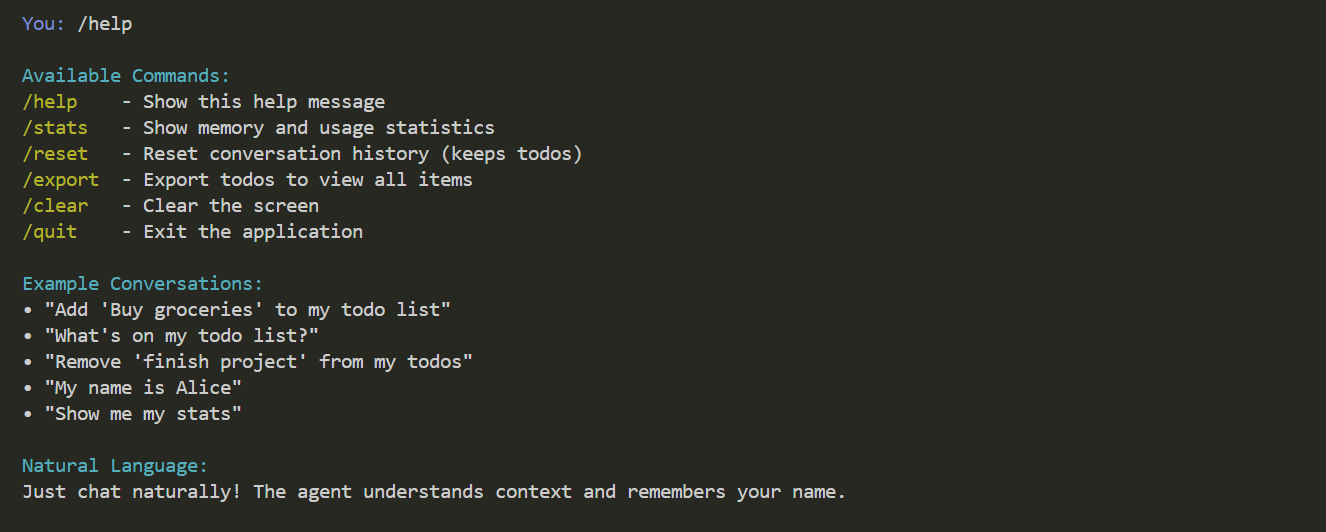 You: /help
Available Commands:
/help    - Show this help message
/stats   - Show memory and usage statistics
/reset   - Reset conversation history (keeps todos)
/export  - Export todos to view all items
/clear   - Clear the screen
/quit    - Exit the application
Example Conversations:
• "Add 'Buy groceries' to my todo list"
• "What's on my todo list?"
• "Remove 'finish project' from my todos"
• "My name is Alice"
• "Show me my stats"
Natural Language:
Just chat naturally! The agent understands context and remembers your name.